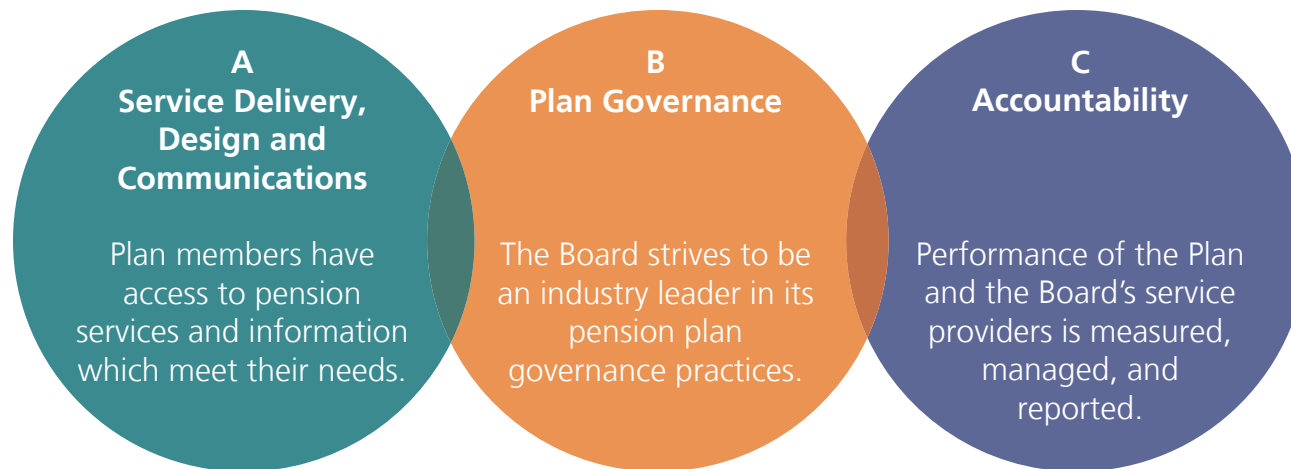 A
Service Delivery,
Design and
Communications
Plan members have
access to pension
services and information
which meet their needs.
B
Plan Governance
The Board strives to be
an industry leader in its
pension plan
governance practices.
C
Accountability
Performance of the Plan
and the Board’s service
providers is measured,
managed, and
reported.